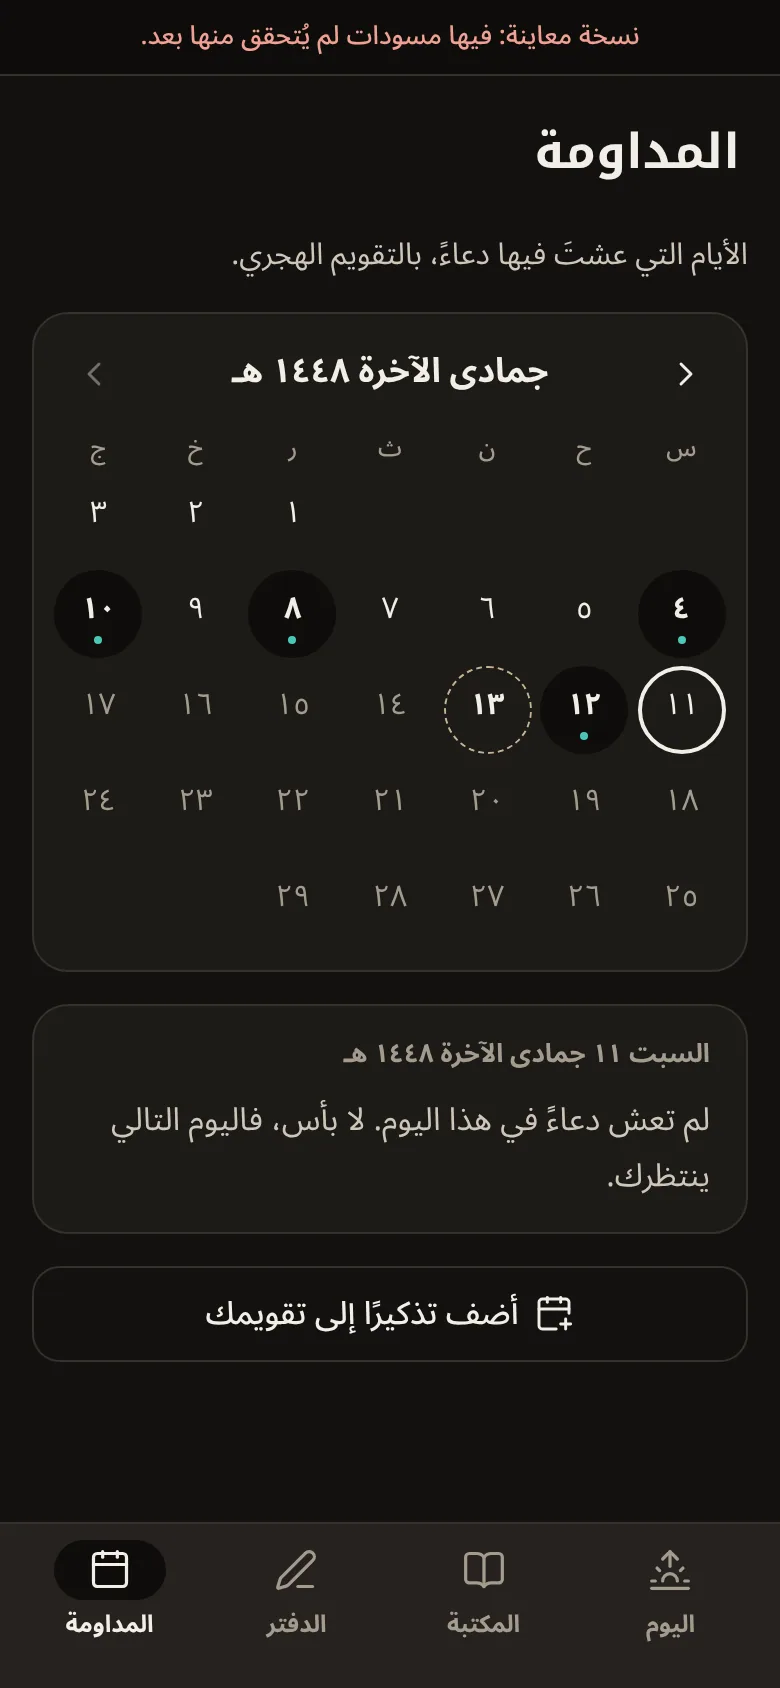 نسخة معاينة: فيها مسودات لم يُتحقق منها بعد.
المداومة
الأيام التي عشتَ فيها دعاءً، بالتقويم الهجري.
جمادى الآخرة ١٤٤٨ هـ
س ح ن ث ر خ ج
١ ٢ ٣
٤ ٥ ٦ ٧ ٨ ٩ ١٠
١١ ١٢ ١٣ ١٤ ١٥ ١٦ ١٧
١٨ ١٩ ٢٠ ٢١ ٢٢ ٢٣ ٢٤
٢٥ ٢٦ ٢٧ ٢٨ ٢٩
السبت ١١ جمادى الآخرة ١٤٤٨ هـ
لم تعش دعاءً في هذا اليوم. لا بأس، فاليوم التالي
ينتظرك.
أضف تذكيرًا إلى تقويمك
اليوم المكتبة الدفتر المداومة